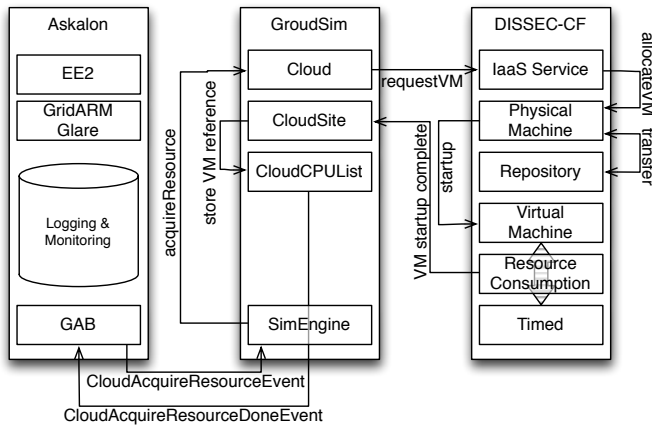 Askalon
EE2
GridARM
Glare
Logging &
Monitoring
GAB
GroudSim
Cloud
CloudSite
CloudCPUList
SimEngine
DISSEC-CF
IaaS Service
Physical
Machine
Repository
Virtual
Machine
Resource
Consumption
Timed
acquireResource
store VM reference
requestVM
VM startup complete
startup
allocateVM
transfer
CloudAcquireResourceEvent
CloudAcquireResourceDoneEvent